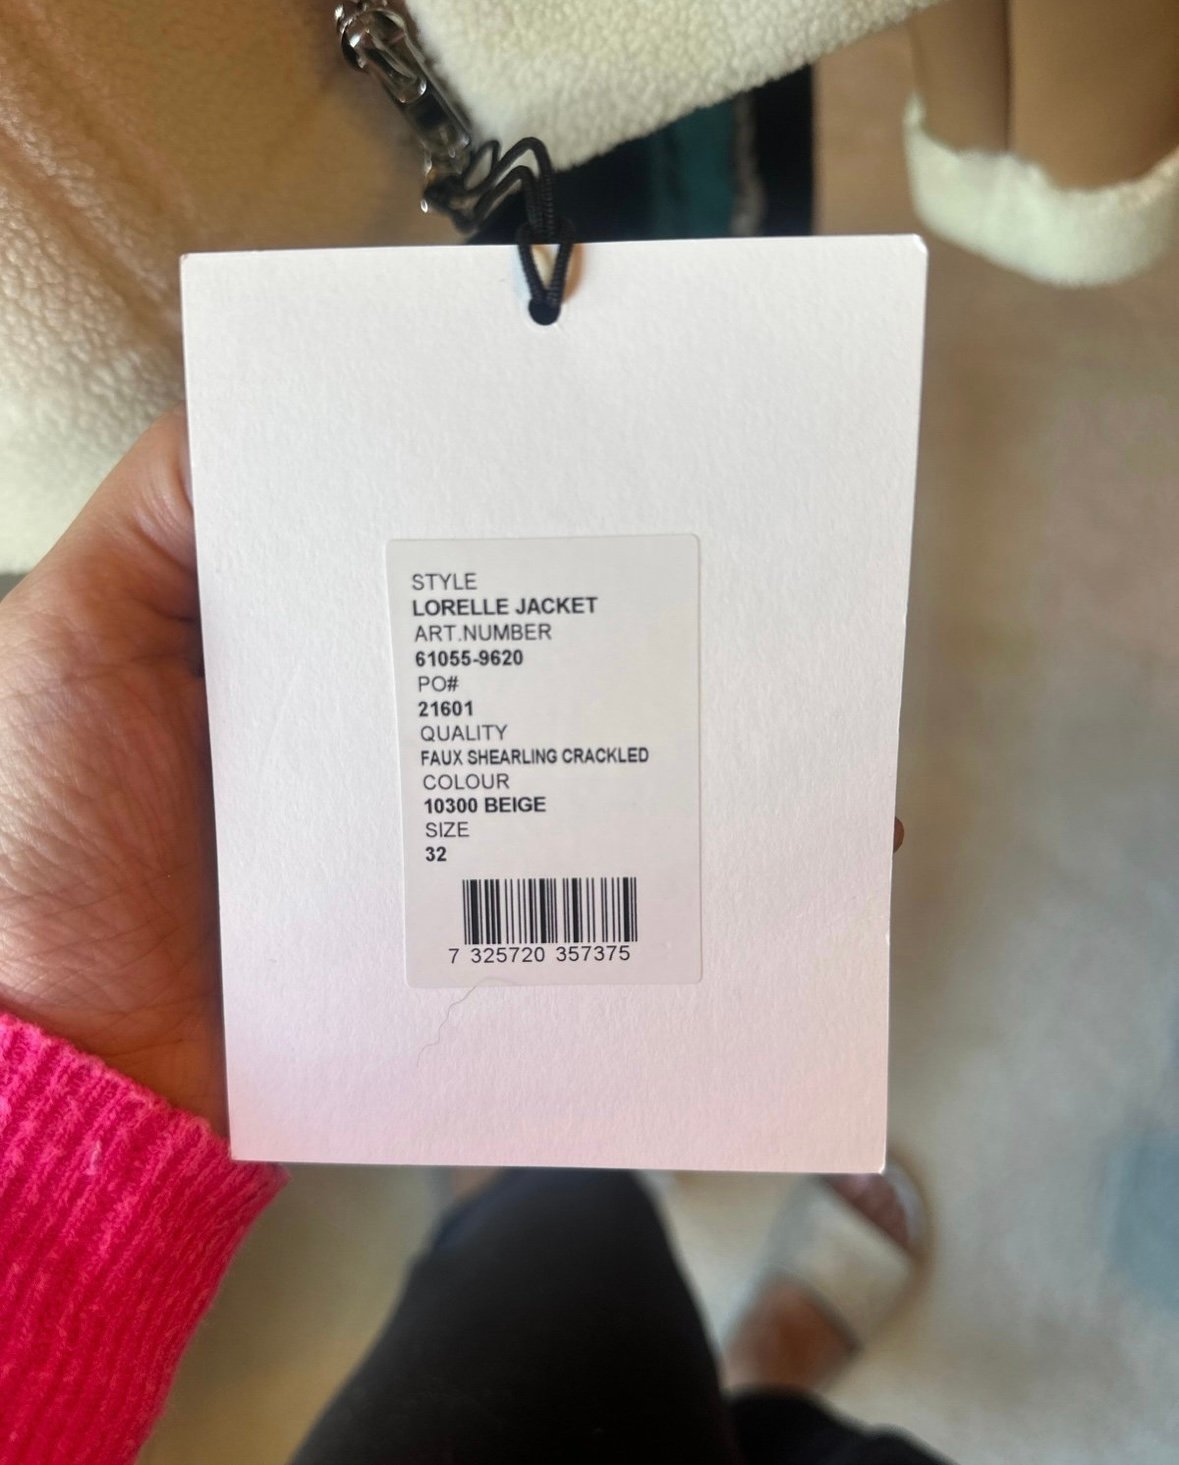 STYLE
LORELLE JACKET
ART.NUMBER
61055-9620
PO#
21601
QUALITY
FAUX SHEARLING CRACKLED
COLOUR
10300 BEIGE
SIZE
32
7 325720 357375